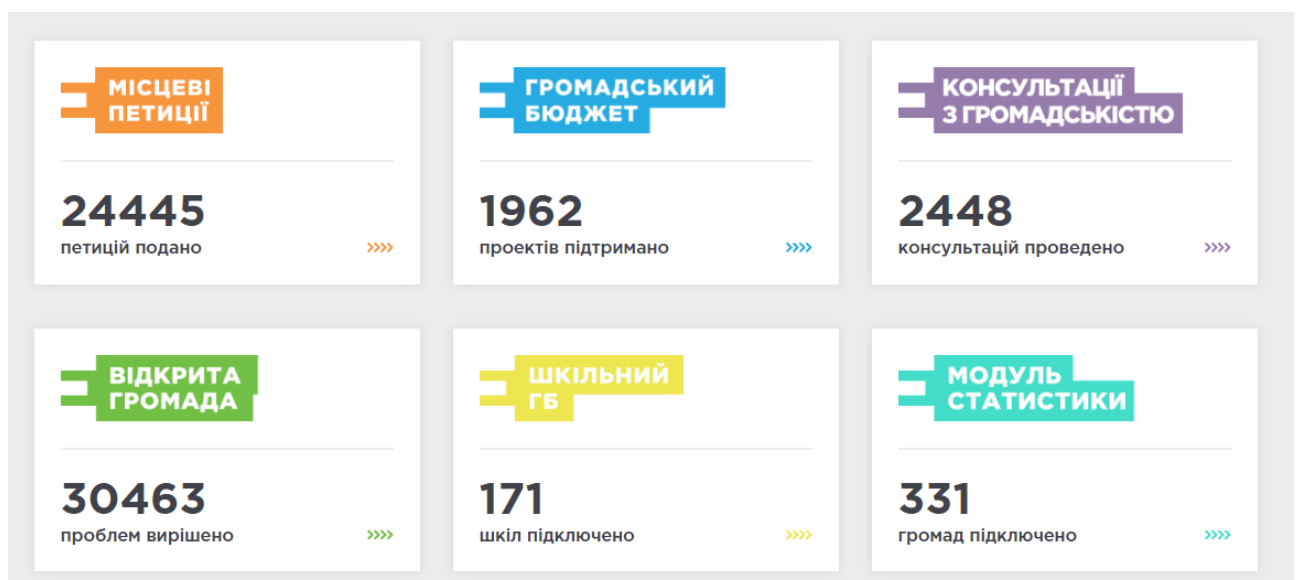 МІСЦЕВІ
ПЕТИЦІЇ
24445
петицій подано
ГРОМАДСЬКИЙ
БЮДЖЕТ
1962
проектів підтримано
КОНСУЛЬТАЦІЇ
З ГРОМАДСЬКІСТЮ
2448
консультацій проведено
ВІДКРИТА
ГРОМАДА
30463
проблем вирішено
ШКІЛЬНИЙ
ГБ
171
шкіл підключено
МОДУЛЬ
СТАТИСТИКИ
331
громад підключено